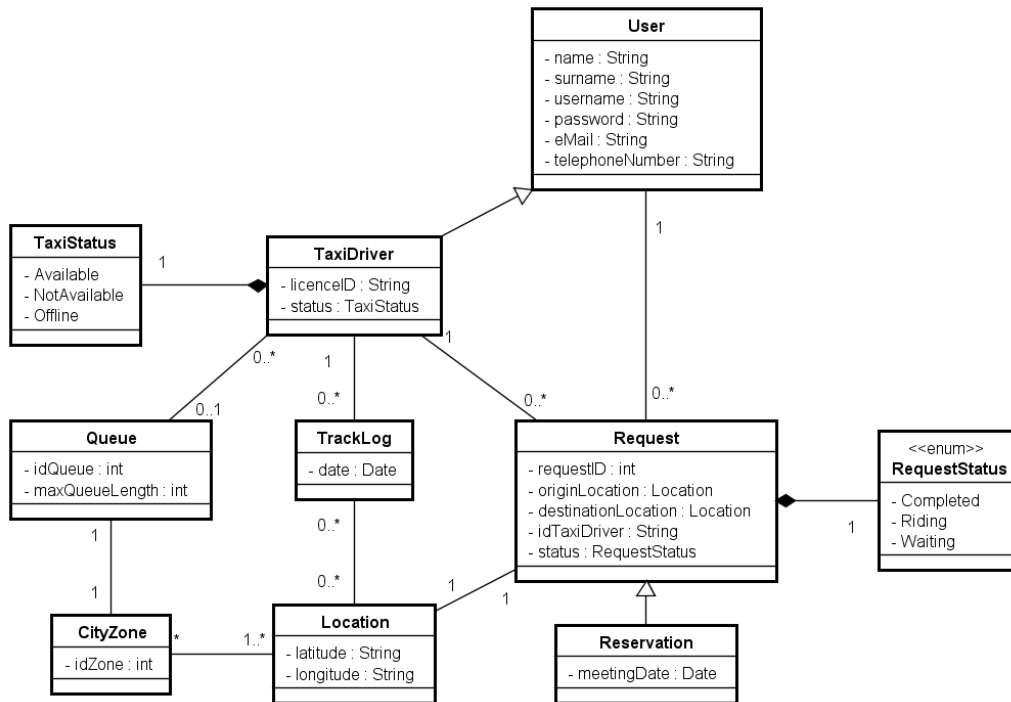 User
- name : String
- surname : String
- username : String
- password : String
- eMail : String
- telephoneNumber : String
1
0..*
TaxiStatus
- Available
- NotAvailable
- Offline
1
TaxiDriver
- licenceID : String
- status : TaxiStatus
0..*
0..1
1
0..*
1
0..*
Queue
- idQueue : int
- maxQueueLength : int
TrackLog
- date : Date
Request
- requestID : int
- originLocation : Location
- destinationLocation : Location
- idTaxiDriver : String
- status : RequestStatus
1
<<enum>>
RequestStatus
- Completed
- Riding
- Waiting
1
1
0..*
0..*
1
1
CityZone
- idZone : int
*
1..*
Location
- latitude : String
- longitude : String
Reservation
- meetingDate : Date